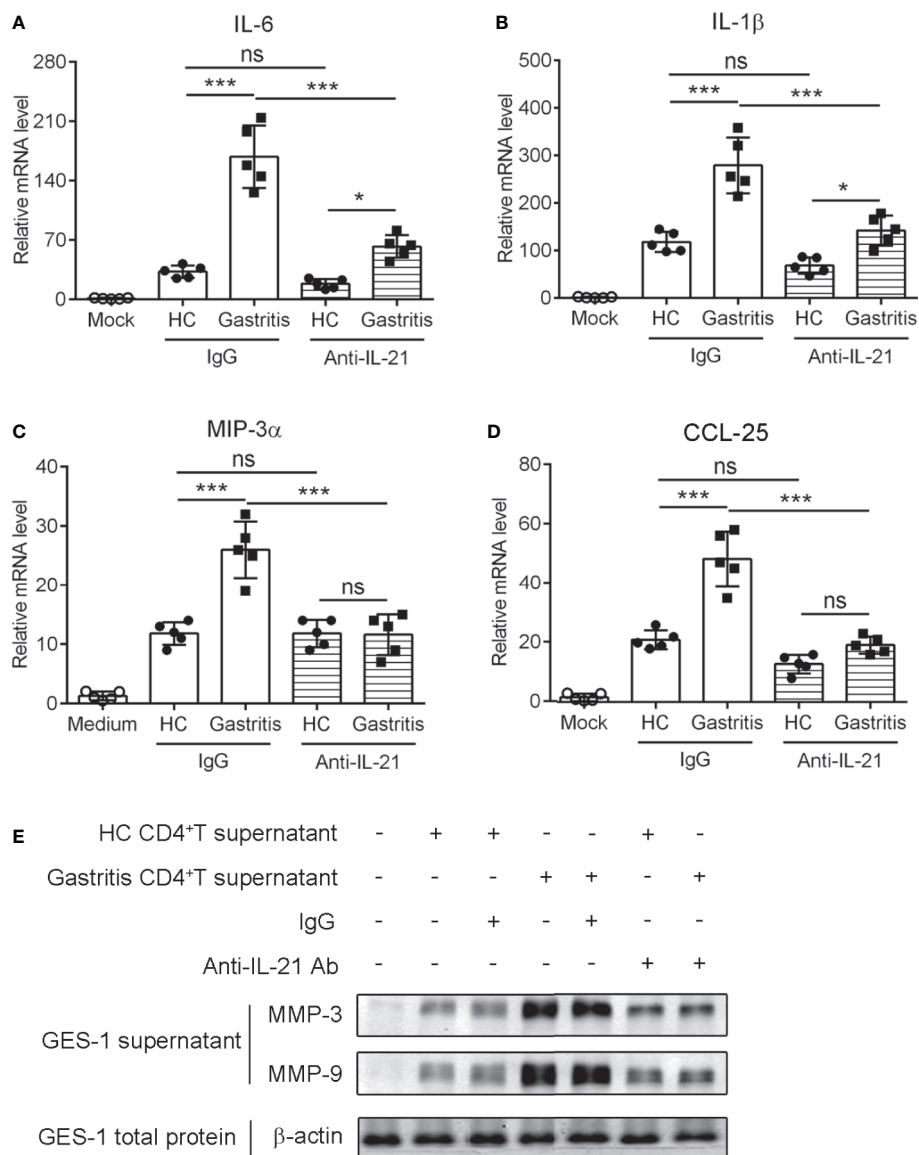 A
IL-6
Relative mRNA level
280
210
140
70
0
ns
***
***
*
Mock
HC
Gastritis
HC
Gastritis
IgG
Anti-IL-21
B
IL-1β
Relative mRNA level
500
400
300
200
100
0
ns
***
***
*
Mock
HC
Gastritis
HC
Gastritis
IgG
Anti-IL-21
C
MIP-3α
Relative mRNA level
40
30
20
10
0
ns
***
***
ns
Medium
HC
Gastritis
HC
Gastritis
IgG
Anti-IL-21
D
CCL-25
Relative mRNA level
80
60
40
20
0
ns
***
***
ns
Mock
HC
Gastritis
HC
Gastritis
IgG
Anti-IL-21
E
HC CD4⁺T supernatant - + + - - + -
Gastritis CD4⁺T supernatant - - - + + - +
IgG - - + - + - -
Anti-IL-21 Ab - - - - - + +
GES-1 supernatant
MMP-3
MMP-9
GES-1 total protein
β-actin